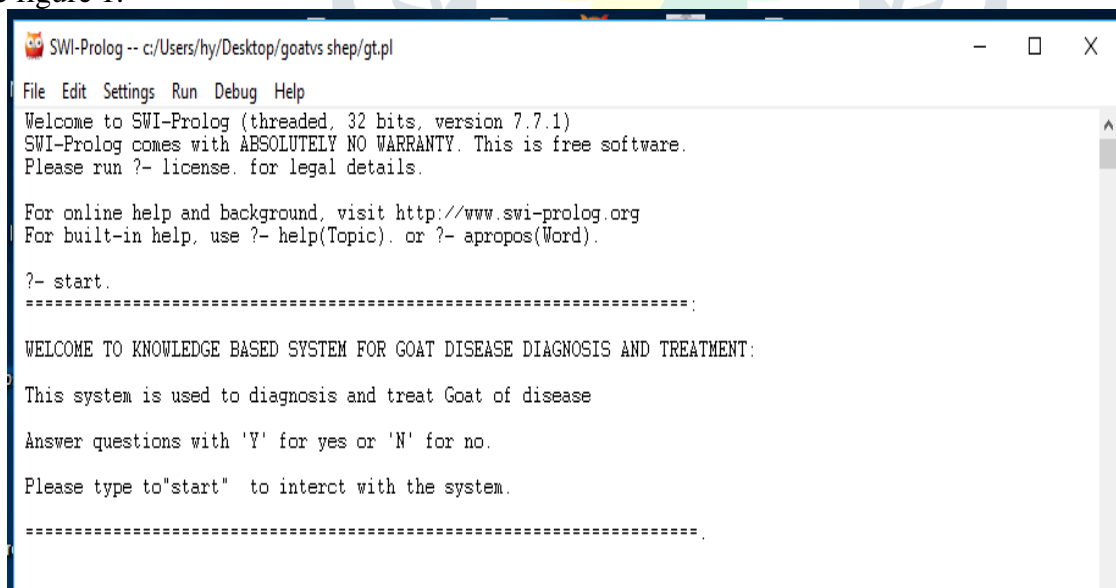 figure 1.
SWI-Prolog -- c:/Users/hy/Desktop/goatvs shep/gt.pl
File Edit Settings Run Debug Help
Welcome to SWI-Prolog (threaded, 32 bits, version 7.7.1)
SWI-Prolog comes with ABSOLUTELY NO WARRANTY. This is free software.
Please run ?- license. for legal details.
For online help and background, visit http://www.swi-prolog.org
For built-in help, use ?- help(Topic). or ?- apropos(Word).
?- start.
====================================================================;
WELCOME TO KNOWLEDGE BASED SYSTEM FOR GOAT DISEASE DIAGNOSIS AND TREATMENT:
This system is used to diagnosis and treat Goat of disease
Answer questions with 'Y' for yes or 'N' for no.
Please type to"start"  to interct with the system.
=====================================================================.